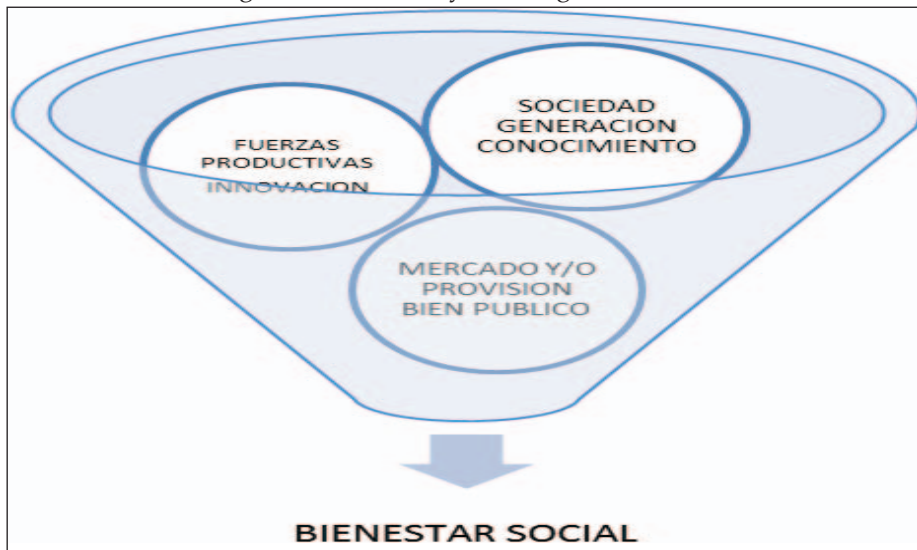 SOCIEDAD
GENERACION
CONOCIMIENTO
FUERZAS
PRODUCTIVAS
INNOVACION
MERCADO Y/O
PROVISION
BIEN PUBLICO
BIENESTAR SOCIAL